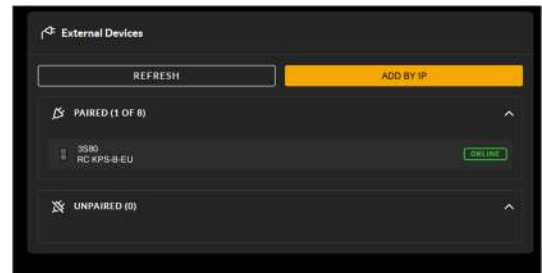 External Devices
REFRESH
ADD BY IP
PAIRED (1 OF 8)
3S80
RC KPS-B-EU
ONLINE
UNPAIRED (0)